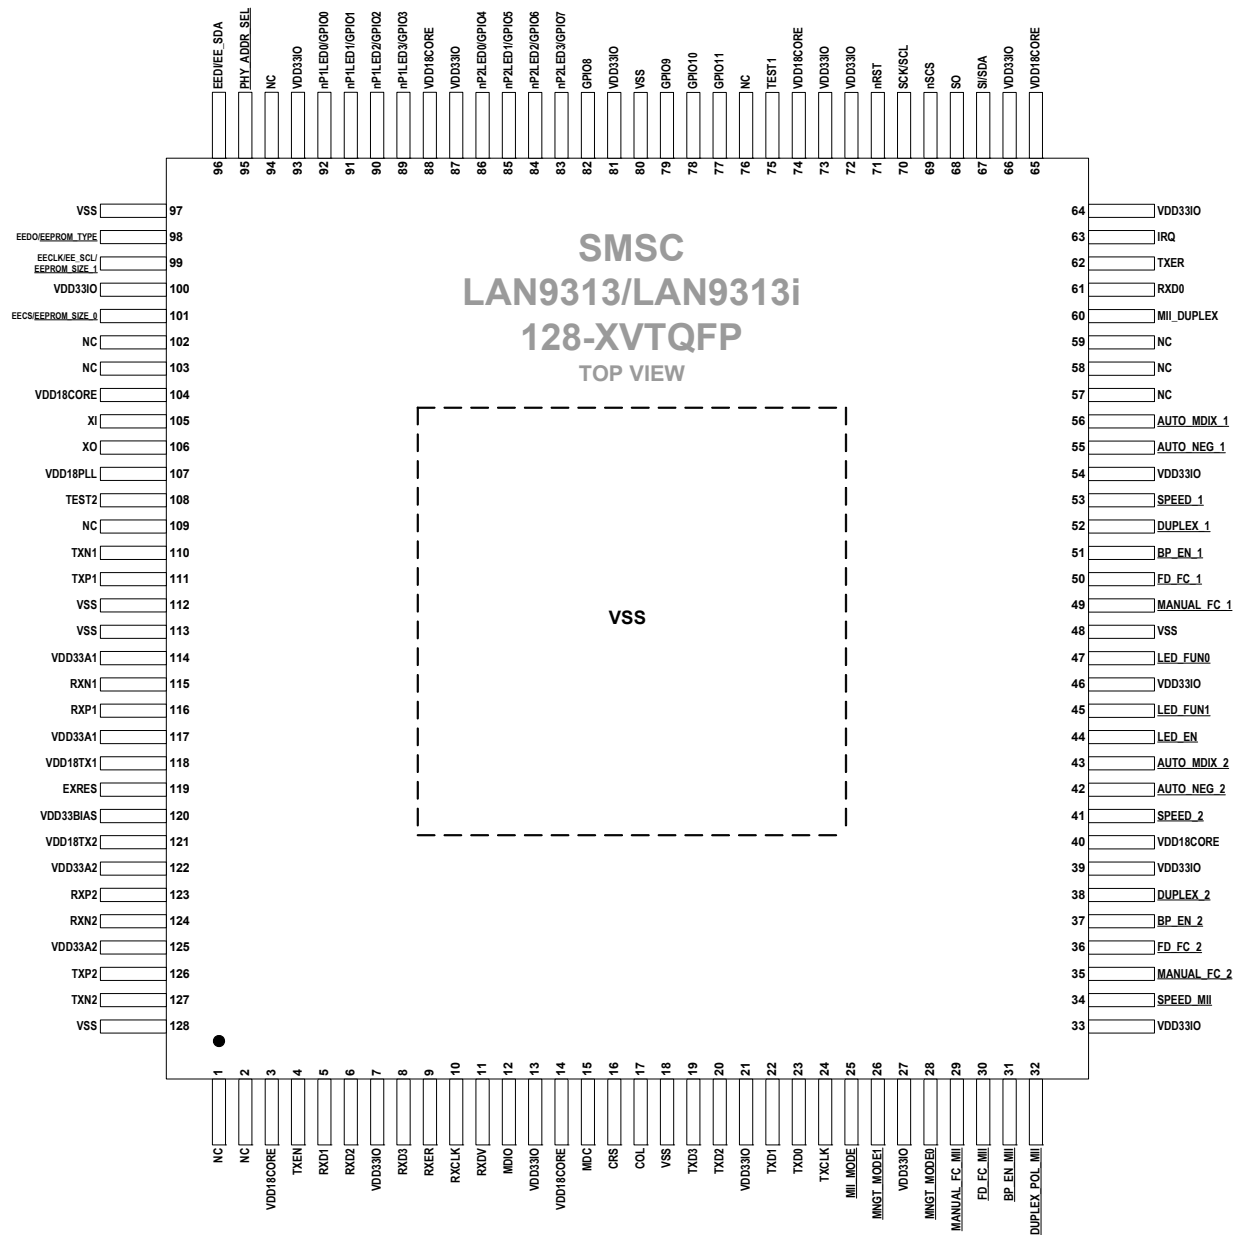 EEDI/EE_SDA
PHY_ADDR_SEL
NC
VDD33IO
nP1LED0/GPIO0
nP1LED1/GPIO1
nP1LED2/GPIO2
nP1LED3/GPIO3
VDD18CORE
VDD33IO
nP2LED0/GPIO4
nP2LED1/GPIO5
nP2LED2/GPIO6
nP2LED3/GPIO7
GPIO8
VDD33IO
VSS
GPIO9
GPIO10
GPIO11
NC
TEST1
VDD18CORE
VDD33IO
VDD33IO
nRST
SCK/SCL
nSCS
SO
SI/SDA
VDD33IO
VDD18CORE
96
95
94
93
92
91
90
89
88
87
86
85
84
83
82
81
80
79
78
77
76
75
74
73
72
71
70
69
68
67
66
65
VSS 97
EEDO/EEPROM_TYPE 98
EECLK/EE_SCL/
EEPROM_SIZE_1 99
VDD33IO 100
EECS/EEPROM_SIZE_0 101
NC 102
NC 103
VDD18CORE 104
XI 105
XO 106
VDD18PLL 107
TEST2 108
NC 109
TXN1 110
TXP1 111
VSS 112
VSS 113
VDD33A1 114
RXN1 115
RXP1 116
VDD33A1 117
VDD18TX1 118
EXRES 119
VDD33BIAS 120
VDD18TX2 121
VDD33A2 122
RXP2 123
RXN2 124
VDD33A2 125
TXP2 126
TXN2 127
VSS 128
SMSC
LAN9313/LAN9313i
128-XVTQFP
TOP VIEW
VSS
64 VDD33IO
63 IRQ
62 TXER
61 RXD0
60 MII_DUPLEX
59 NC
58 NC
57 NC
56 AUTO_MDIX_1
55 AUTO_NEG_1
54 VDD33IO
53 SPEED_1
52 DUPLEX_1
51 BP_EN_1
50 FD_FC_1
49 MANUAL_FC_1
48 VSS
47 LED_FUN0
46 VDD33IO
45 LED_FUN1
44 LED_EN
43 AUTO_MDIX_2
42 AUTO_NEG_2
41 SPEED_2
40 VDD18CORE
39 VDD33IO
38 DUPLEX_2
37 BP_EN_2
36 FD_FC_2
35 MANUAL_FC_2
34 SPEED_MII
33 VDD33IO
1
2
3
4
5
6
7
8
9
10
11
12
13
14
15
16
17
18
19
20
21
22
23
24
25
26
27
28
29
30
31
32
NC
NC
VDD18CORE
TXEN
RXD1
RXD2
VDD33IO
RXD3
RXER
RXCLK
RXDV
MDIO
VDD33IO
VDD18CORE
MDC
CRS
COL
VSS
TXD3
TXD2
VDD33IO
TXD1
TXD0
TXCLK
MII_MODE
MNGT_MODE1
VDD33IO
MNGT_MODE0
MANUAL_FC_MII
FD_FC_MII
BP_EN_MII
DUPLEX_POL_MII